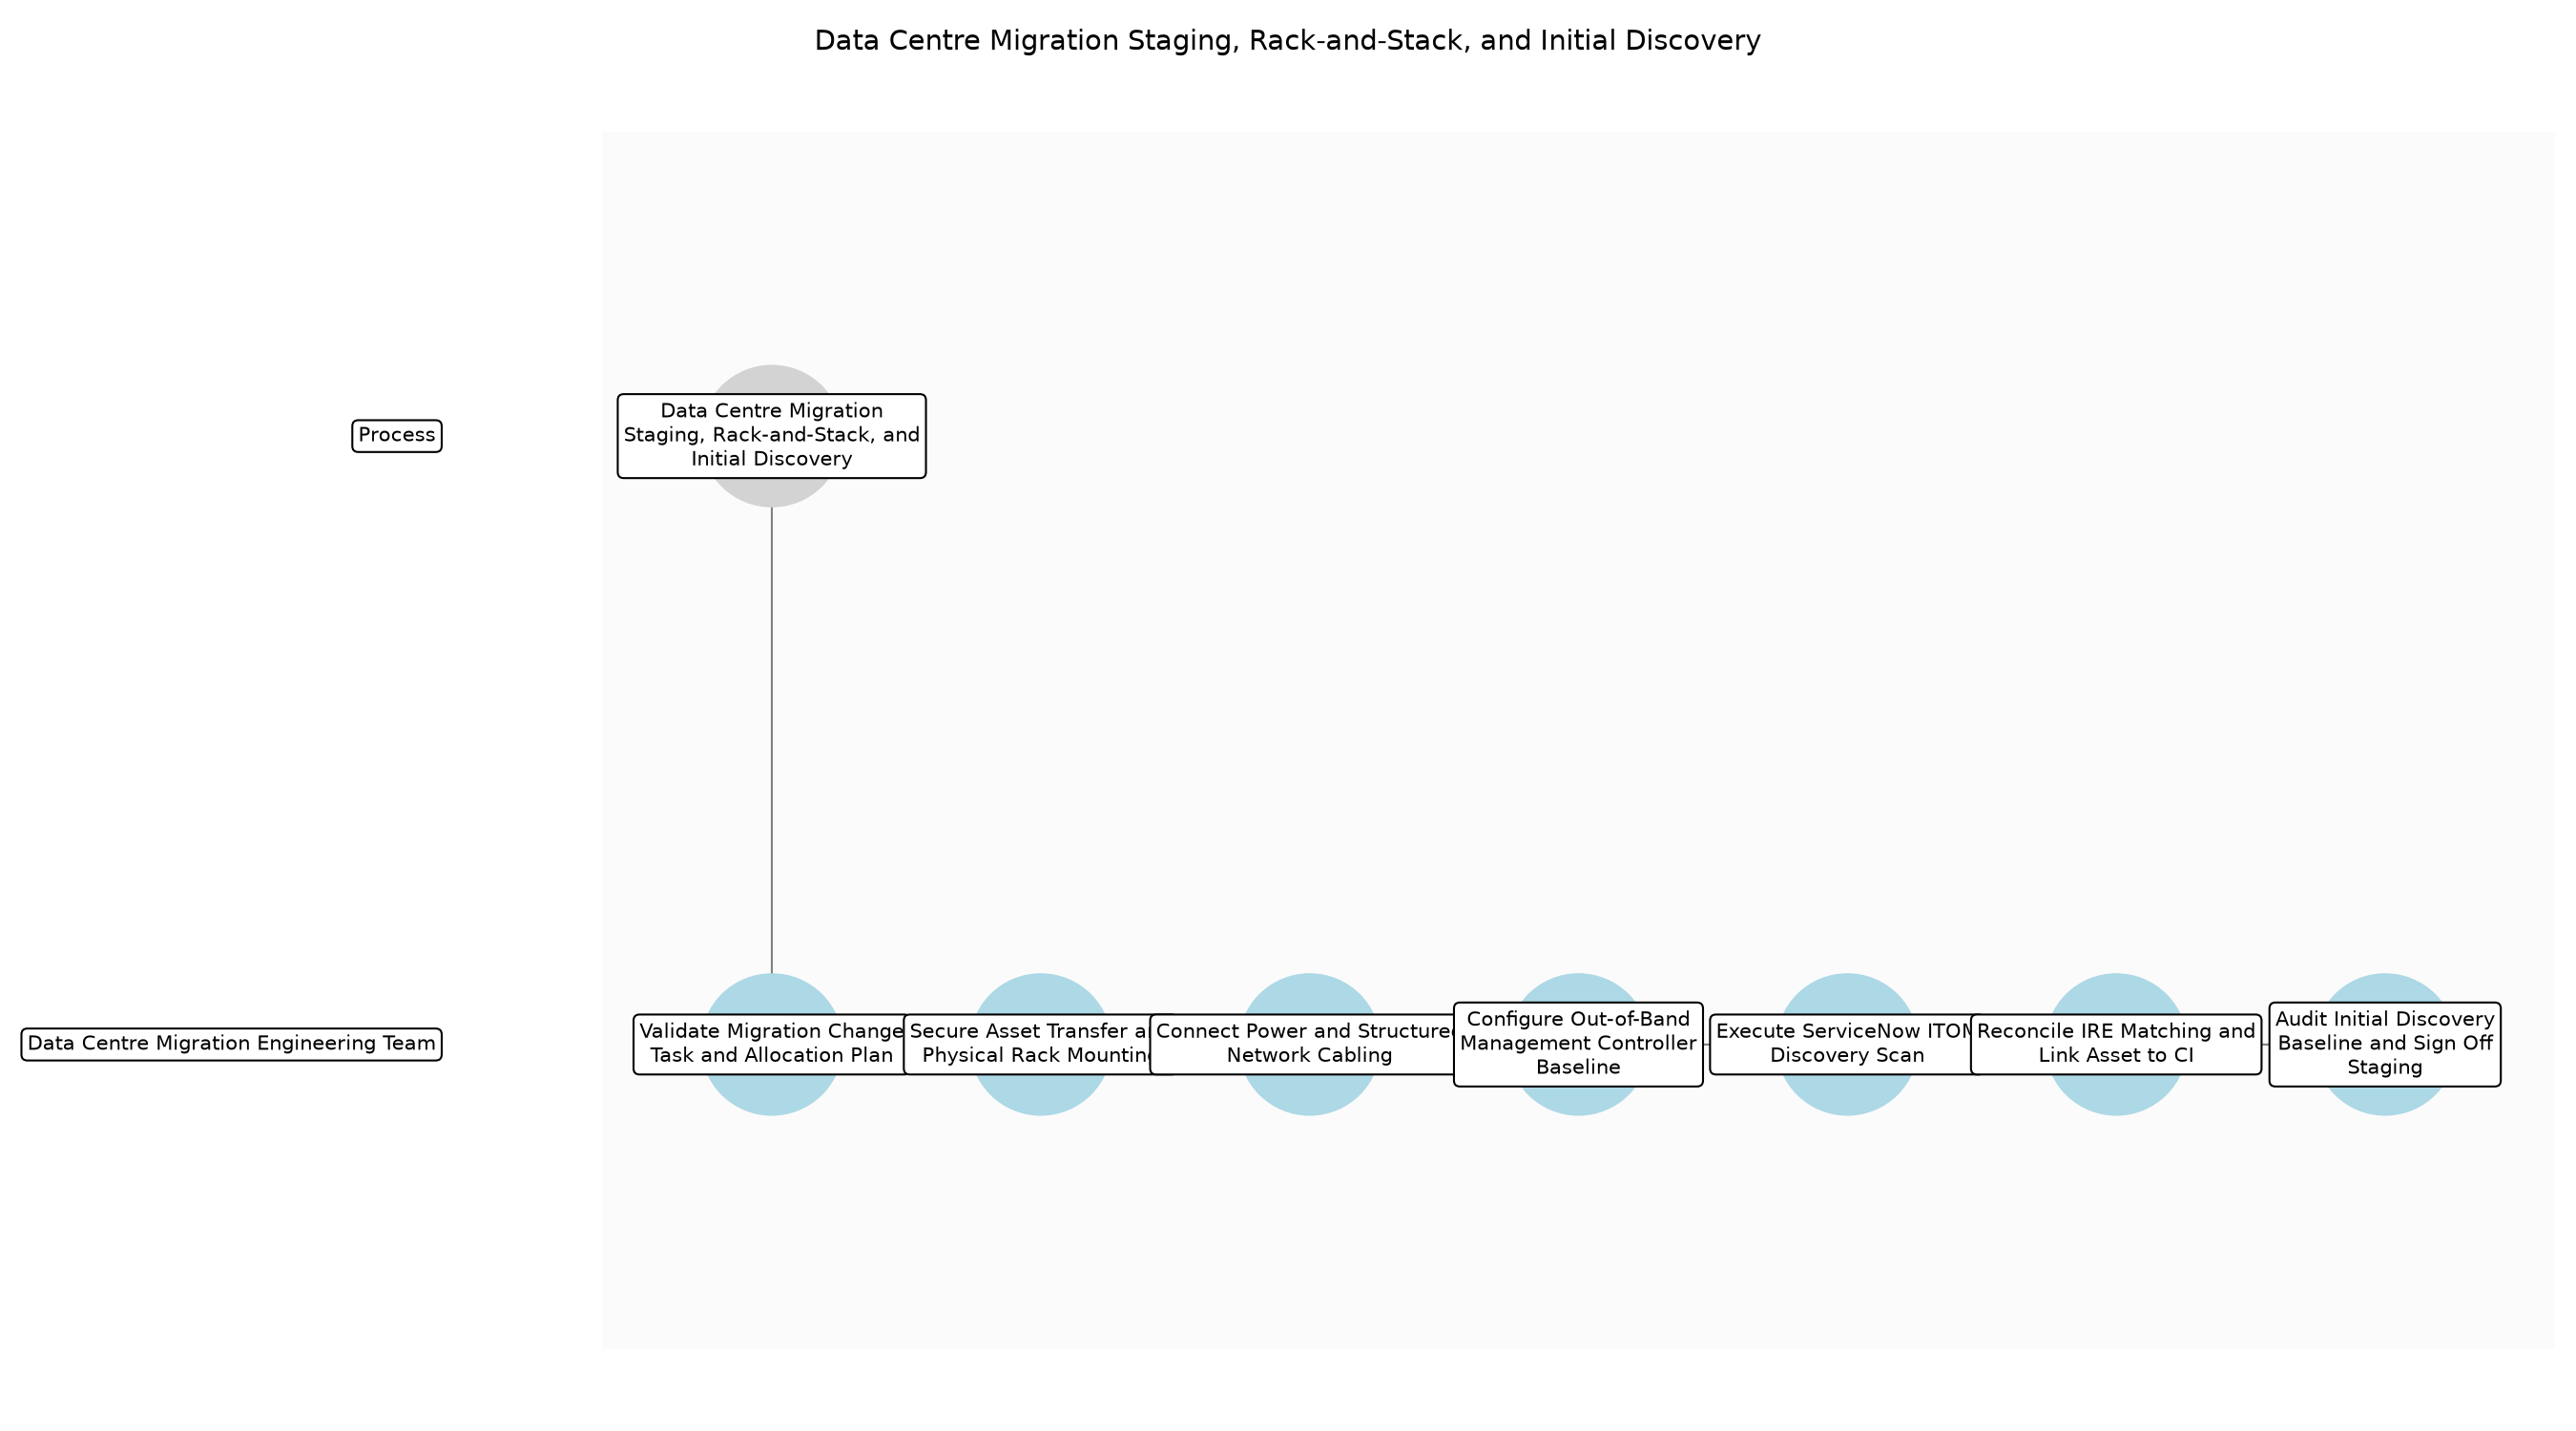 Data Centre Migration Staging, Rack-and-Stack, and Initial Discovery
Process
Data Centre Migration
Staging, Rack-and-Stack, and
Initial Discovery
Data Centre Migration Engineering Team
Validate Migration Change
Task and Allocation Plan
Secure Asset Transfer
Physical Rack Mounting
Connect Power and Structured
Network Cabling
Configure Out-of-Band
Management Controller
Baseline
Execute ServiceNow ITOM
Discovery Scan
Reconcile IRE Matching and
Link Asset to CI
Audit Initial Discovery
Baseline and Sign Off
Staging